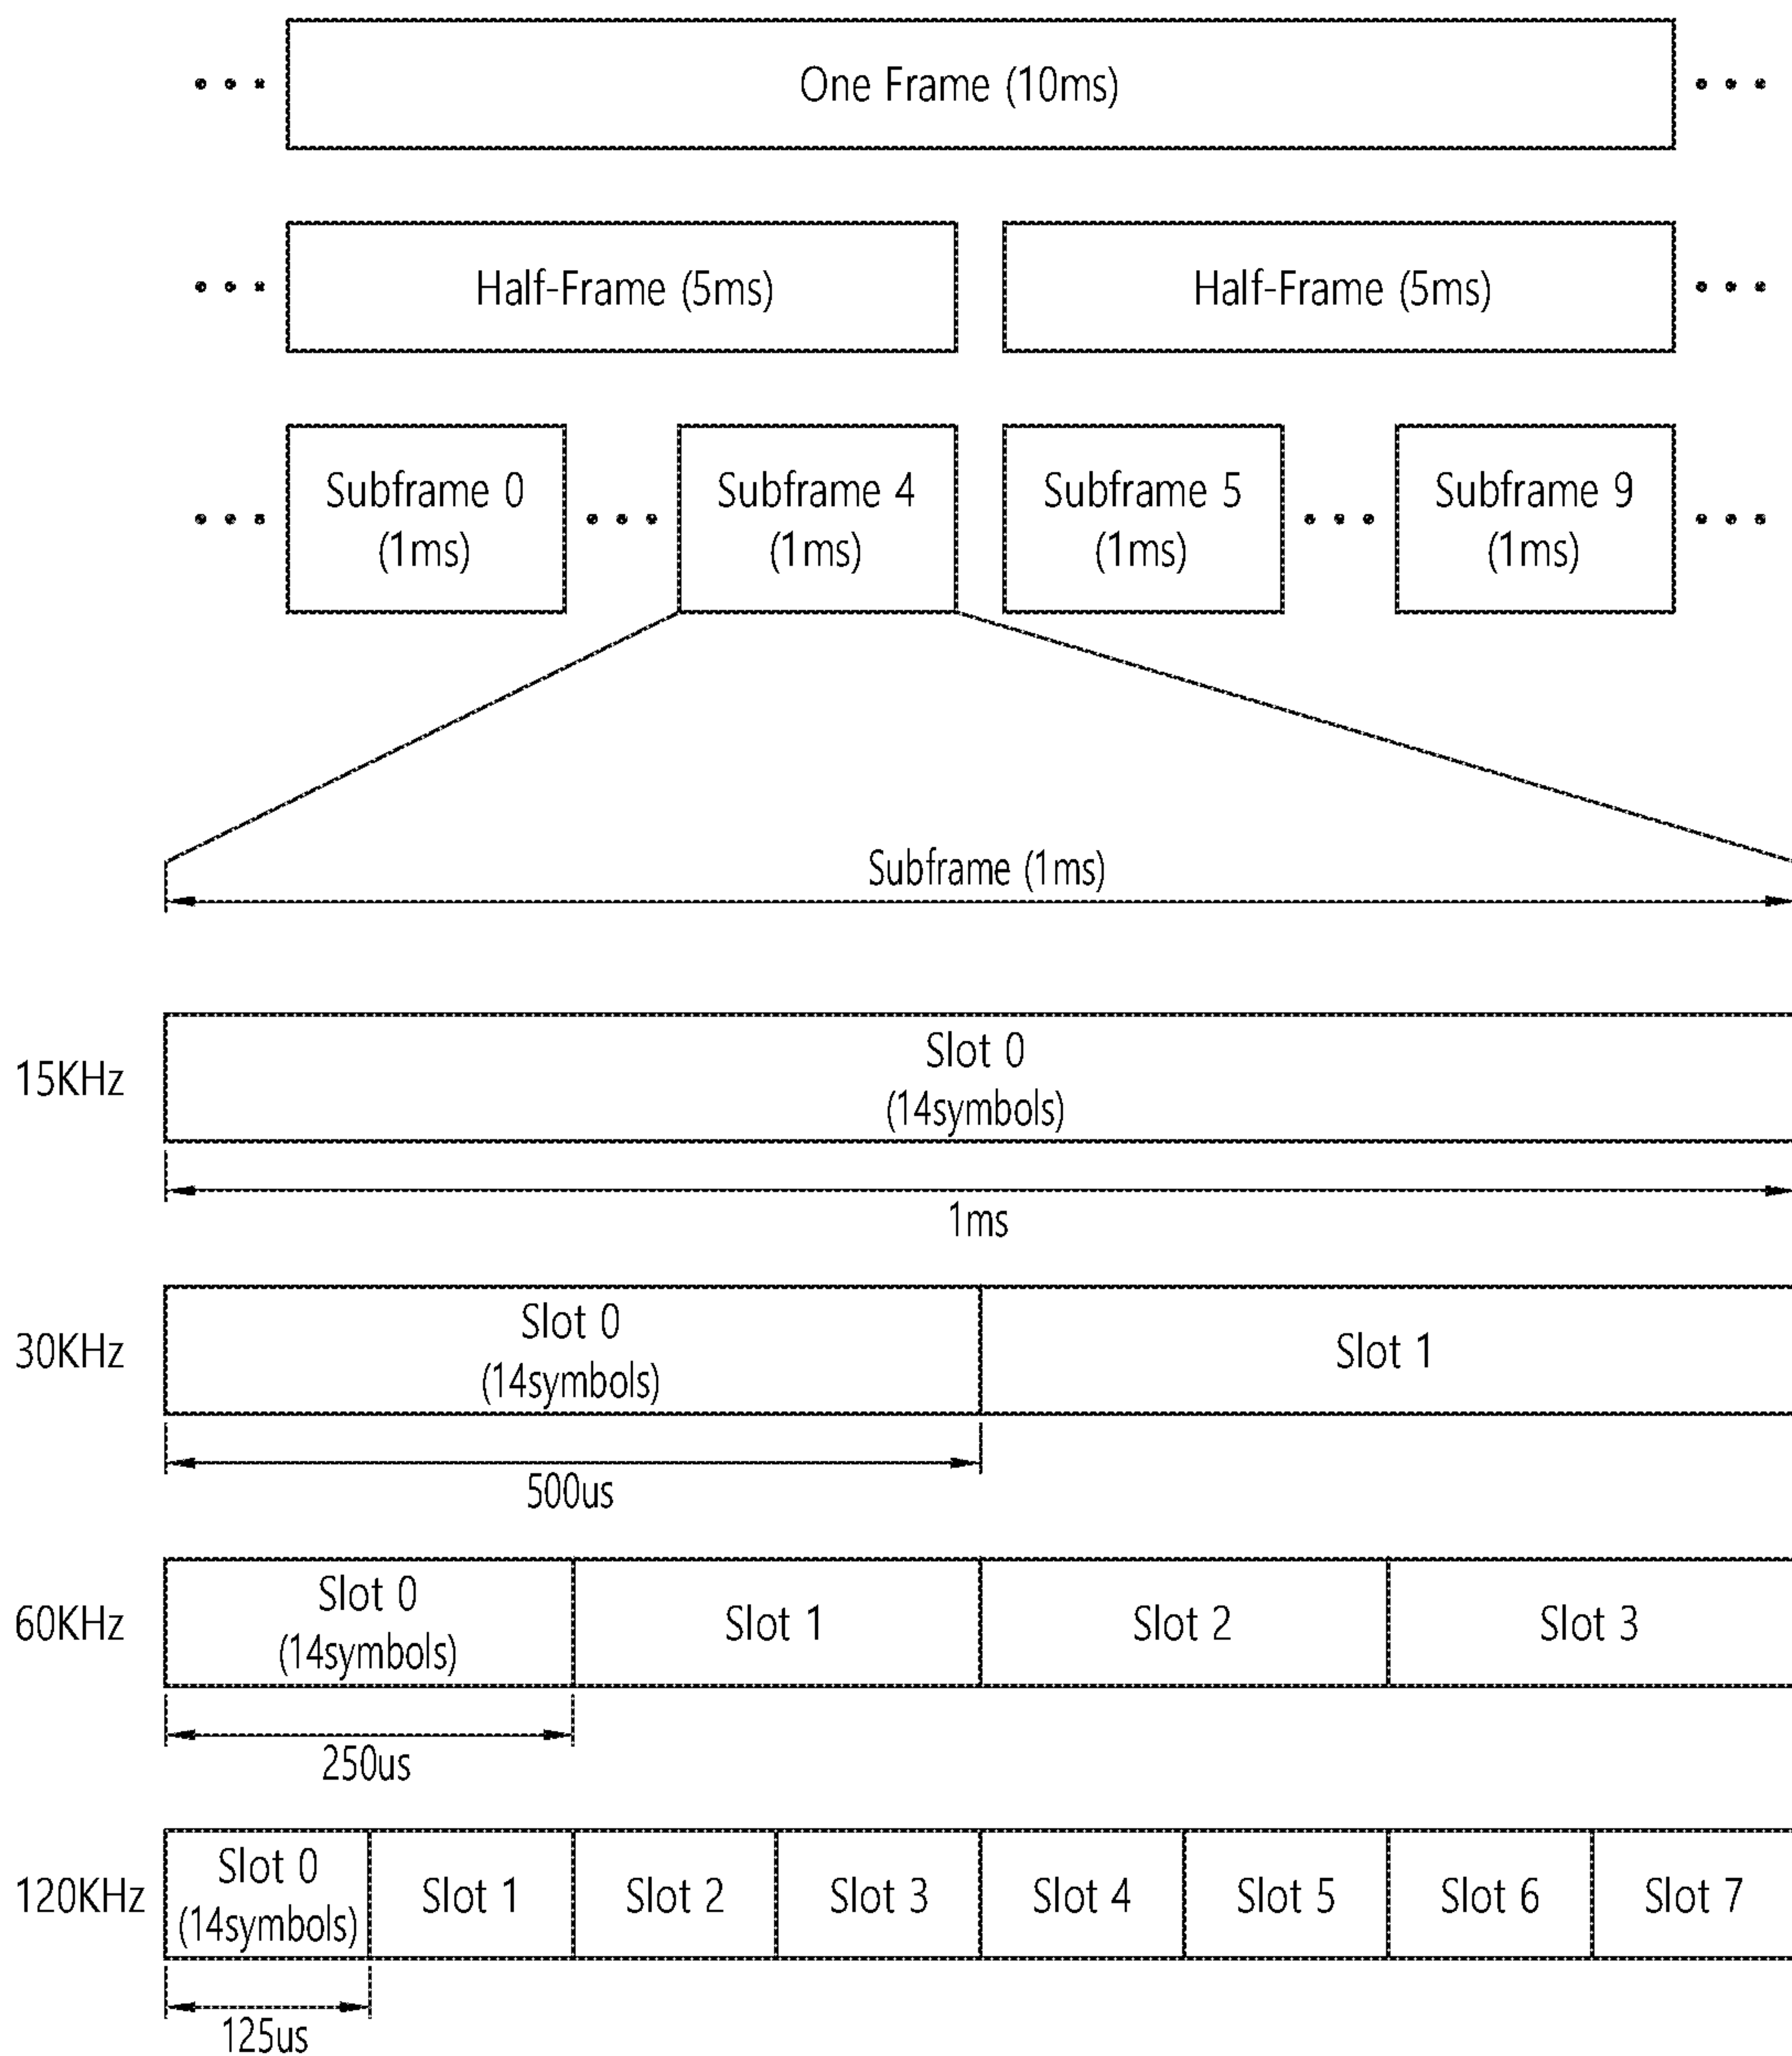 One Frame (10ms)
Half-Frame (5ms)
Half-Frame (5ms)
Subframe 0
(1ms)
Subframe 4
(1ms)
Subframe 5
(1ms)
Subframe 9
(1ms)
Subframe (1ms)
15KHz
Slot 0
(14symbols)
1ms
30KHz
Slot 0
(14symbols)
Slot 1
500us
60KHz
Slot 0
(14symbols)
Slot 1
Slot 2
Slot 3
250us
120KHz
Slot 0
(14symbols)
Slot 1
Slot 2
Slot 3
Slot 4
Slot 5
Slot 6
Slot 7
125us